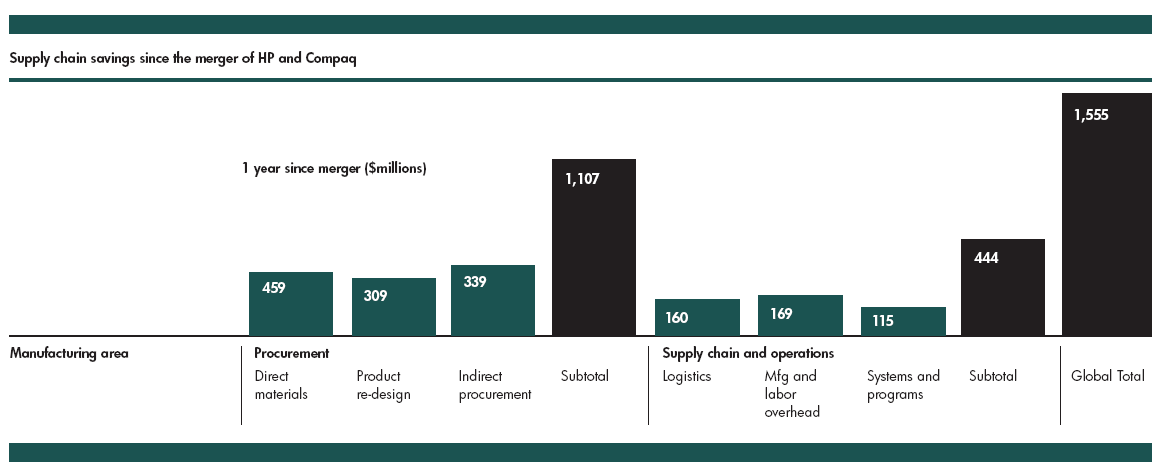 Supply chain savings since the merger of HP and Compaq
1 year since merger ($millions)
459
309
339
1,107
160
169
115
444
1,555
Manufacturing area
Procurement
Direct
materials
Product
re-design
Indirect
procurement
Subtotal
Supply chain and operations
Logistics
Mfg and
labor
overhead
Systems and
programs
Subtotal
Global Total